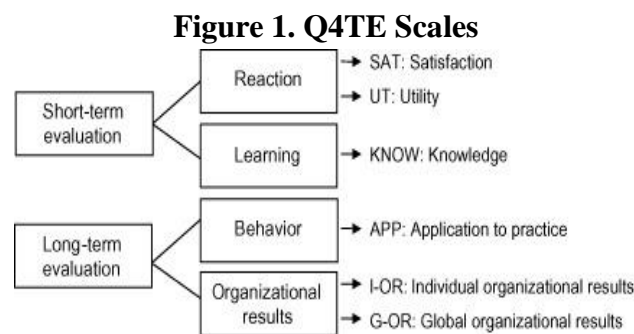 Figure 1. Q4TE Scales
Reaction
SAT: Satisfaction
UT: Utility
Short-term
evaluation
Learning
KNOW: Knowledge
Behavior
APP: Application to practice
Long-term
evaluation
Organizational
results
I-OR: Individual organizational results
G-OR: Global organizational results